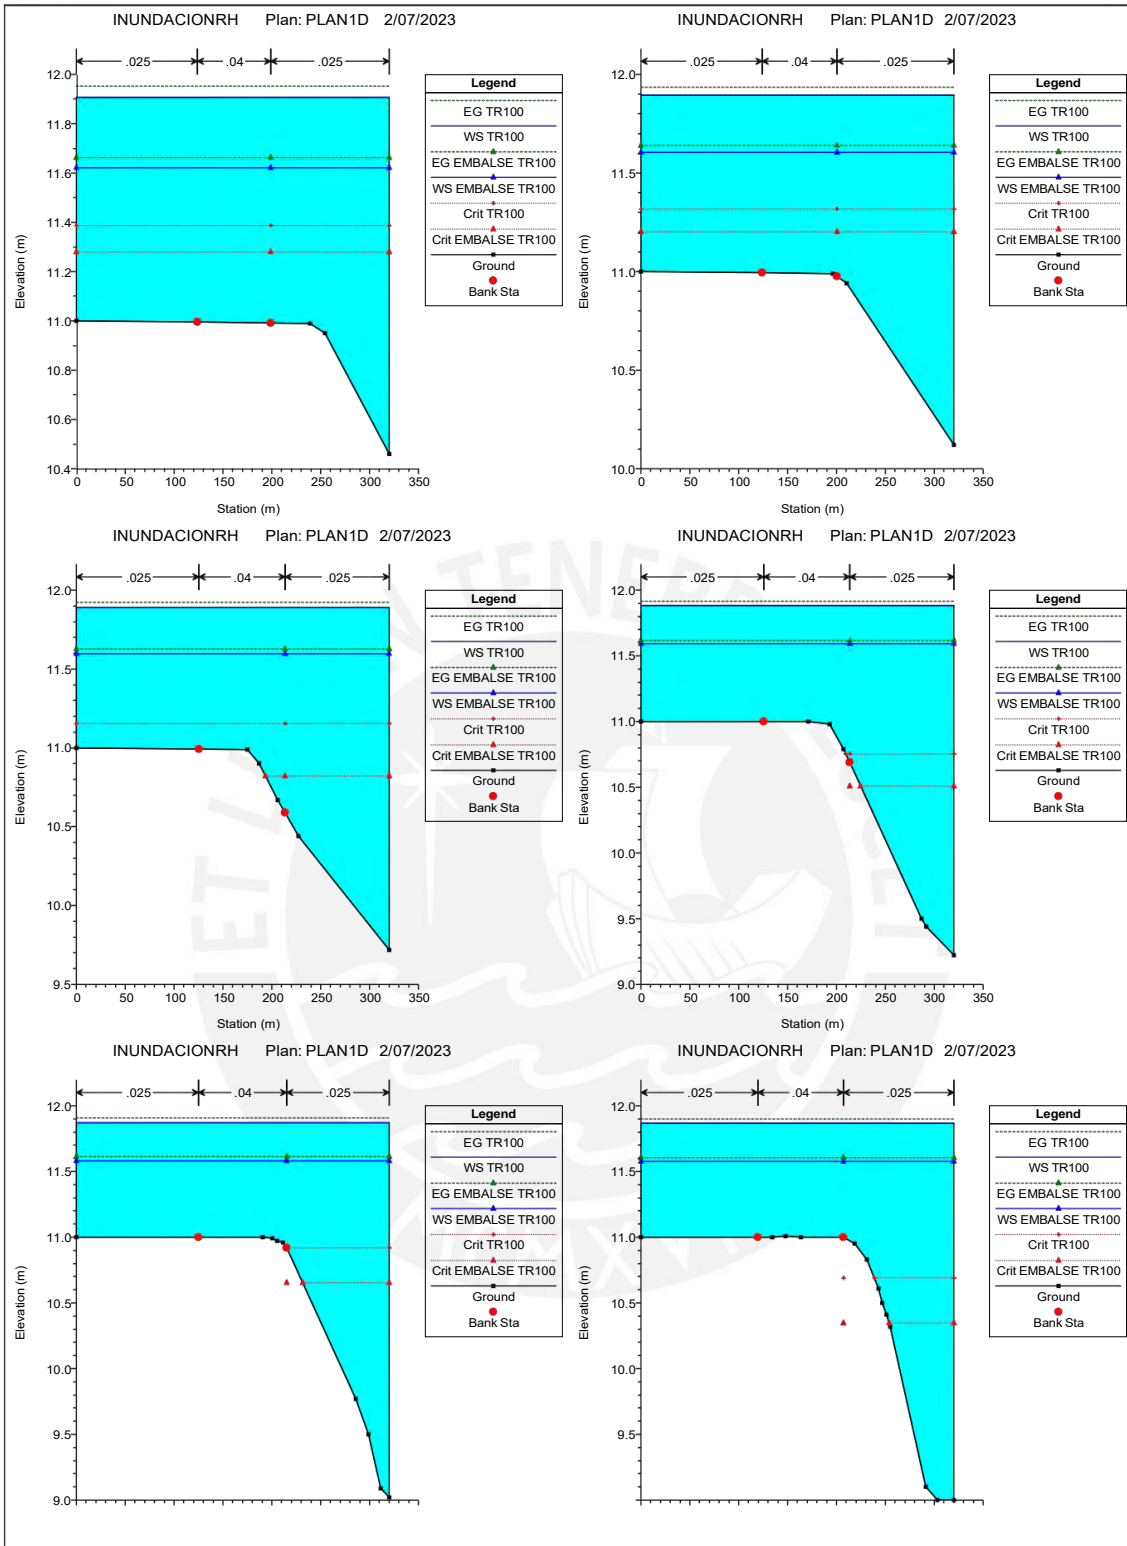 INUNDACIONRH Plan: PLAN1D 2/07/2023
.025 .04 .025
12.0
11.8
11.6
11.4
11.2
11.0
10.8
10.6
10.4
Elevation (m)
0 50 100 150 200 250 300 350
Station (m)
Legend
EG TR100
WS TR100
EG EMBALSE TR100
WS EMBALSE TR100
Crit TR100
Crit EMBALSE TR100
Ground
Bank Sta
INUNDACIONRH Plan: PLAN1D 2/07/2023
.025 .04 .025
12.0
11.5
11.0
10.5
10.0
Elevation (m)
0 50 100 150 200 250 300 350
Station (m)
Legend
EG TR100
WS TR100
EG EMBALSE TR100
WS EMBALSE TR100
Crit TR100
Crit EMBALSE TR100
Ground
Bank Sta
INUNDACIONRH Plan: PLAN1D 2/07/2023
.025 .04 .025
12.0
11.5
11.0
10.5
10.0
9.5
Elevation (m)
0 50 100 150 200 250 300 350
Station (m)
Legend
EG TR100
WS TR100
EG EMBALSE TR100
WS EMBALSE TR100
Crit TR100
Crit EMBALSE TR100
Ground
Bank Sta
INUNDACIONRH Plan: PLAN1D 2/07/2023
.025 .04 .025
12.0
11.5
11.0
10.5
10.0
9.5
9.0
Elevation (m)
0 50 100 150 200 250 300 350
Station (m)
Legend
EG TR100
WS TR100
EG EMBALSE TR100
WS EMBALSE TR100
Crit TR100
Crit EMBALSE TR100
Ground
Bank Sta
INUNDACIONRH Plan: PLAN1D 2/07/2023
.025 .04 .025
12.0
11.5
11.0
10.5
10.0
9.5
9.0
Elevation (m)
Legend
EG TR100
WS TR100
EG EMBALSE TR100
WS EMBALSE TR100
Crit TR100
Crit EMBALSE TR100
Ground
Bank Sta
INUNDACIONRH Plan: PLAN1D 2/07/2023
.025 .04 .025
12.0
11.5
11.0
10.5
10.0
9.5
9.0
Elevation (m)
Legend
EG TR100
WS TR100
EG EMBALSE TR100
WS EMBALSE TR100
Crit TR100
Crit EMBALSE TR100
Ground
Bank Sta